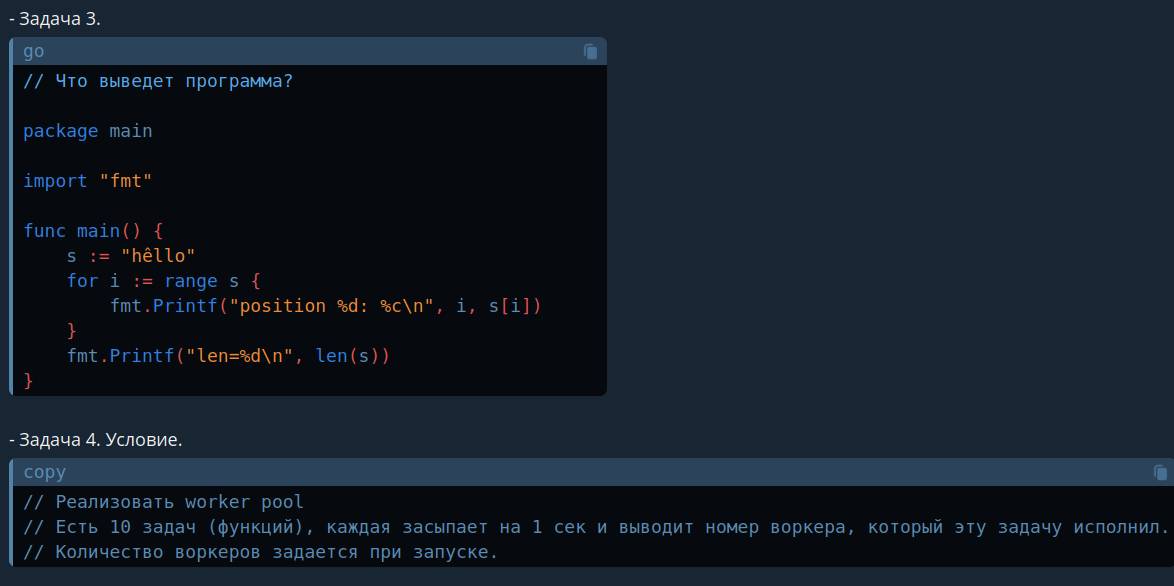 - Задача 3.
go
// Что выведет программа?
package main
import "fmt"
func main() {
    s := "hêllo"
    for i := range s {
        fmt.Printf("position %d: %c\n", i, s[i])
    }
    fmt.Printf("len=%d\n", len(s))
}
- Задача 4. Условие.
copy
// Реализовать worker pool
// Есть 10 задач (функций), каждая засыпает на 1 сек и выводит номер воркера, который эту задачу исполнил.
// Количество воркеров задается при запуске.